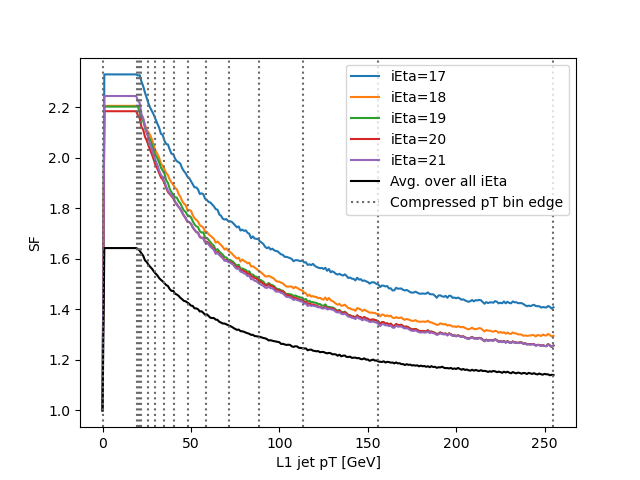 iEta=17
iEta=18
iEta=19
iEta=20
iEta=21
Avg. over all iEta
Compressed pT bin edge
SF
2.2
2.0
1.8
1.6
1.4
1.2
1.0
0 50 100 150 200 250
L1 jet pT [GeV]